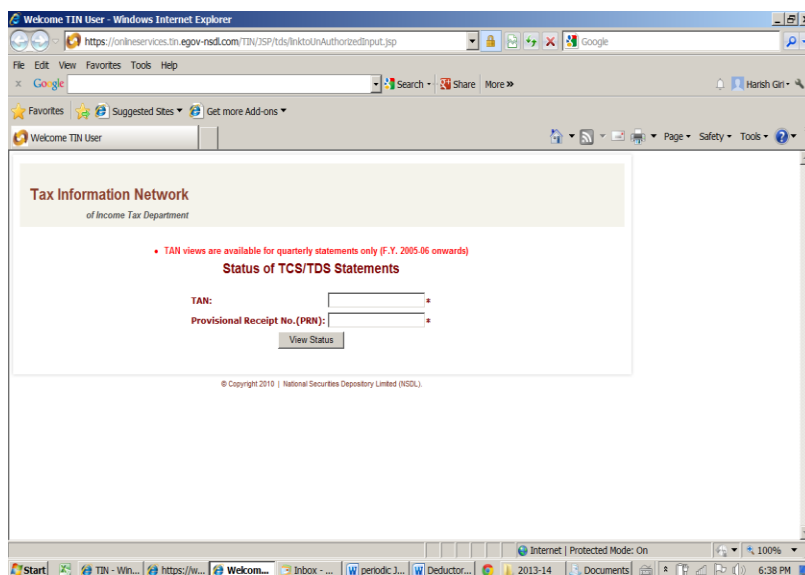 Welcome TIN User - Windows Internet Explorer
https://onlineservices.tin.egov-nsdl.com/TIN/JSP/tds/linktoUnAuthorizedInput.jsp
Google
File Edit View Favorites Tools Help
x Google Search Share More » Harish Giri
Favorites Suggested Sites Get more Add-ons
Welcome TIN User Page Safety Tools
Tax Information Network
of Income Tax Department
TAN views are available for quarterly statements only (F.Y. 2005-06 onwards)
Status of TCS/TDS Statements
TAN: *
Provisional Receipt No.(PRN): *
View Status
© Copyright 2010 | National Securities Depository Limited (NSDL).
Internet | Protected Mode: On 100%
Start TIN - Win... https://w... Welcom... Inbox - ... periodic J... Deductor... 2013-14 Documents 6:38 PM